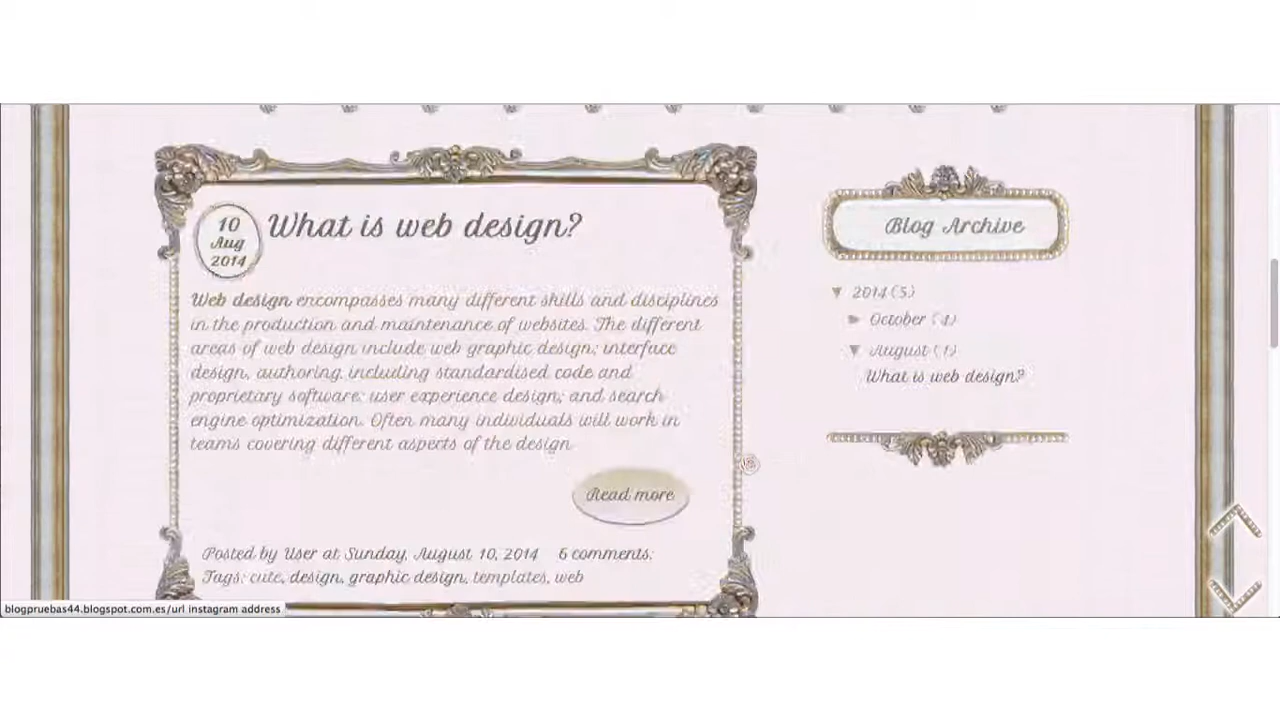 10
Aug
2014
What is web design?
Web design encompasses many different skills and disciplines
in the production and maintenance of websites. The different
areas of web design include web graphic design; interface
design, authoring, including standardised code and
proprietary software; user experience design; and search
engine optimization. Often many individuals will work in
teams covering different aspects of the design
Read more
Posted by User at Sunday, August 10, 2014 6 comments:
Tags: cute, design, graphic design, templates, web
Blog Archive
▼ 2014 (5)
► October (4)
▼ August (1)
What is web design?
blogpruebas44.blogspot.com.es/url instagram address